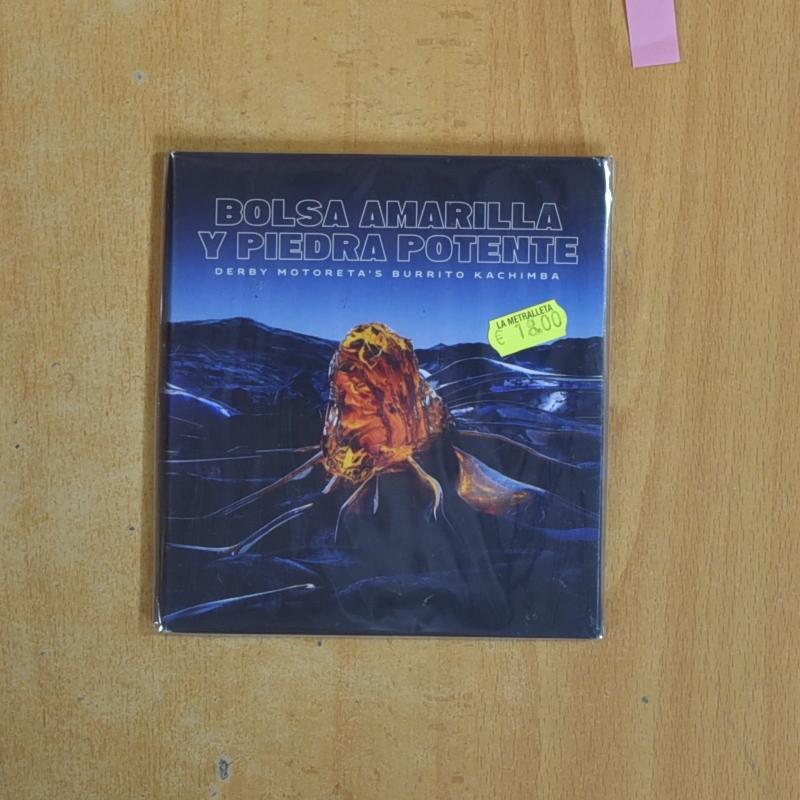 BOLSA AMARILLA
Y PIEDRA POTENTE
DERBY MOTORETA'S BURRITO KACHIMBA
LA METRALLETA
€ 18.00